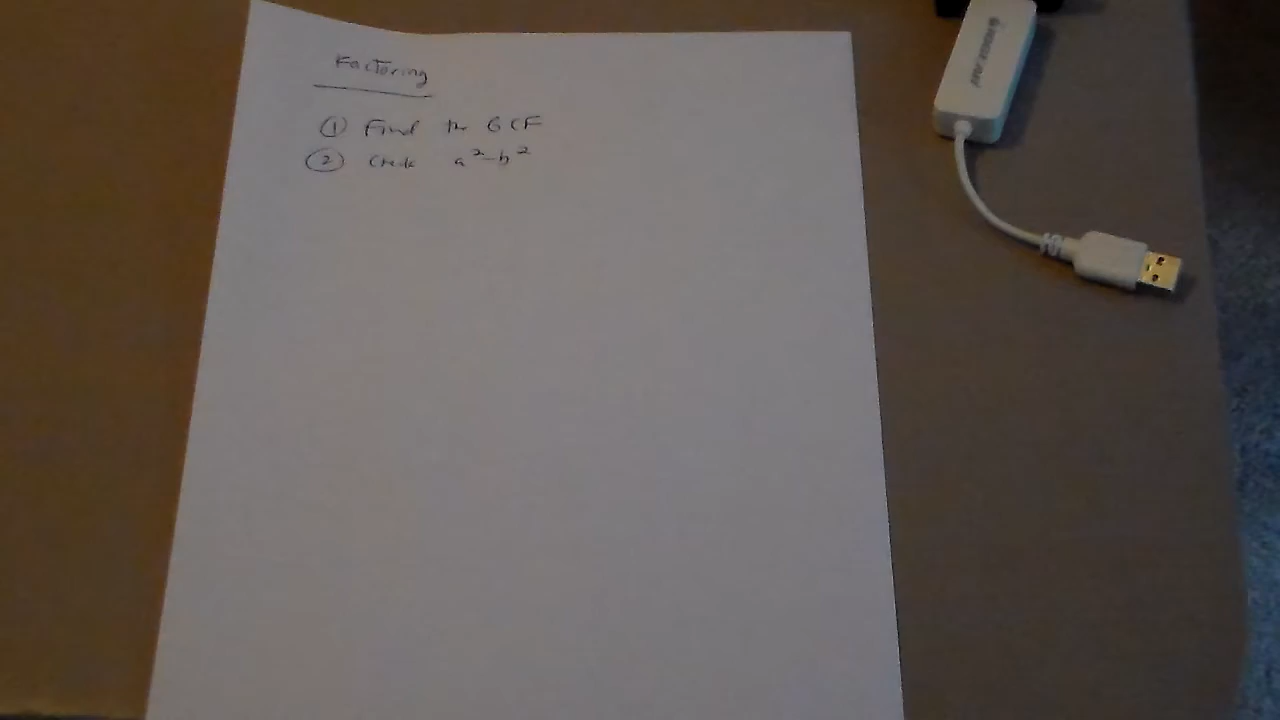 Factoring
① Find the GCF
② Check a²-b²